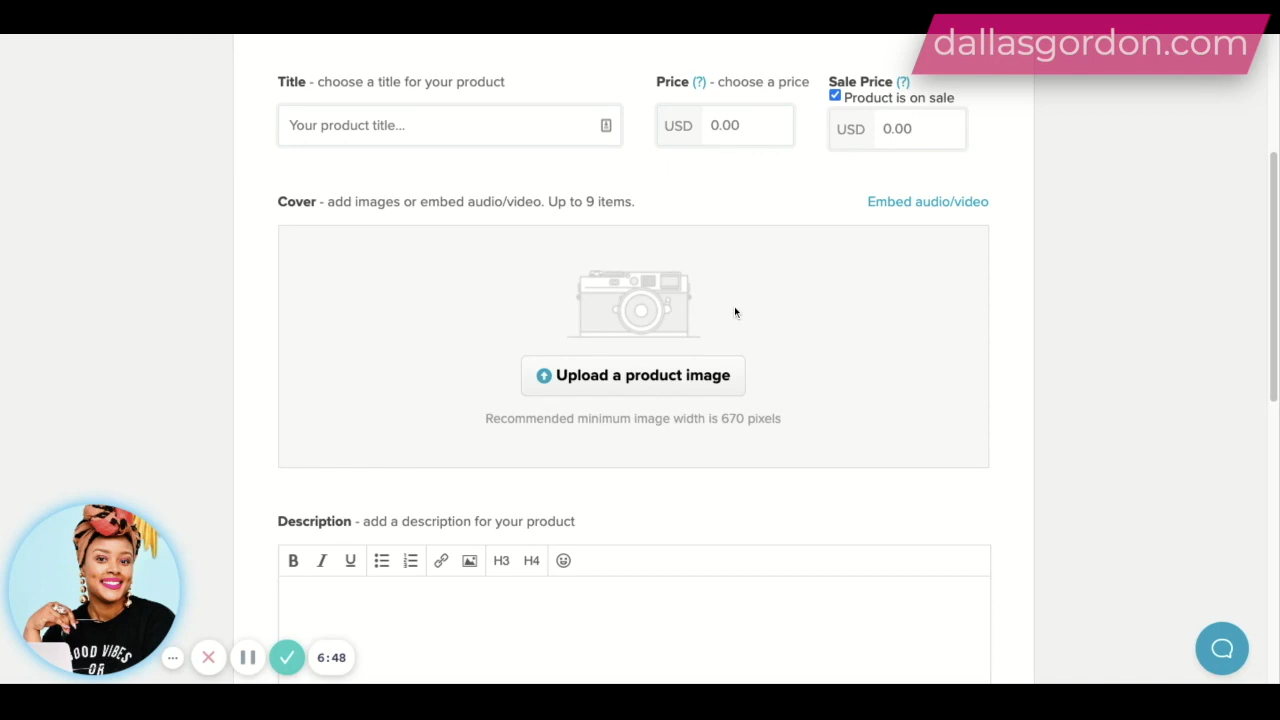 dallasgordon.com
Title - choose a title for your product
Price (?) - choose a price
Sale Price (?)
Product is on sale
Your product title...
USD 0.00
USD 0.00
Cover - add images or embed audio/video. Up to 9 items.
Embed audio/video
Upload a product image
Recommended minimum image width is 670 pixels
Description - add a description for your product
B I U H3 H4
GOOD VIBES
OR
6:48